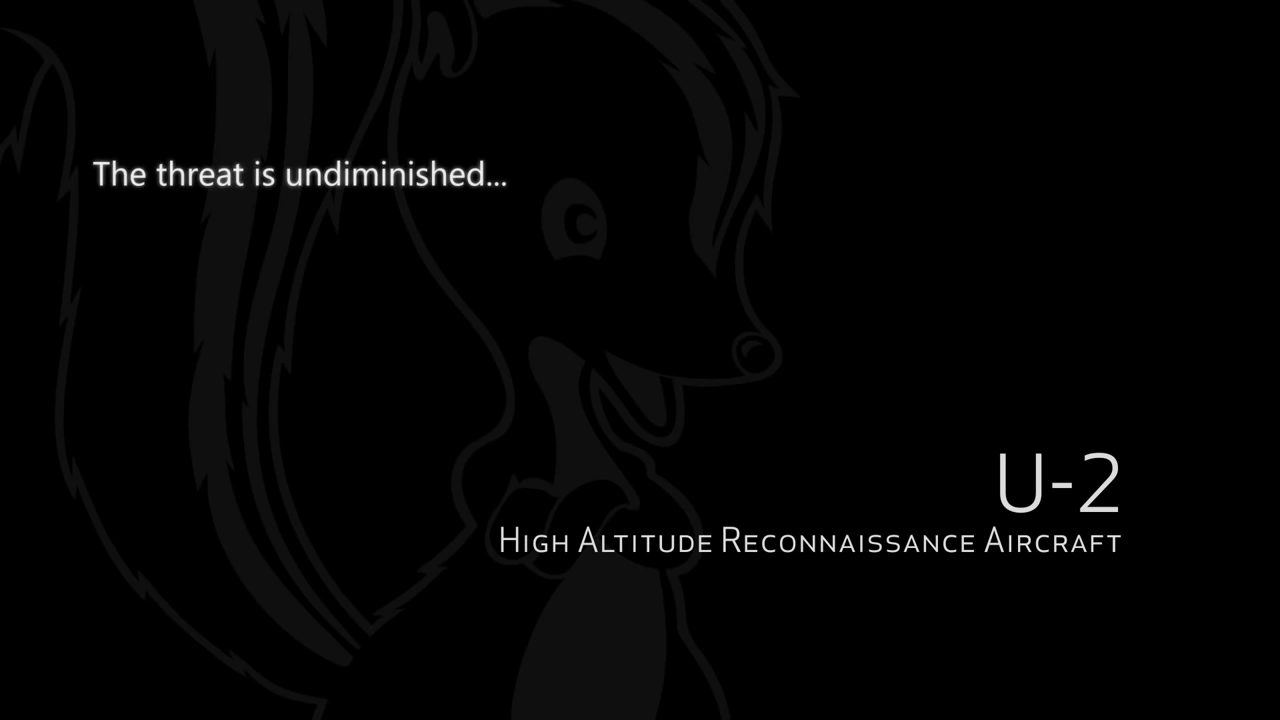 The threat is undiminished...
U-2
High Altitude Reconnaissance Aircraft